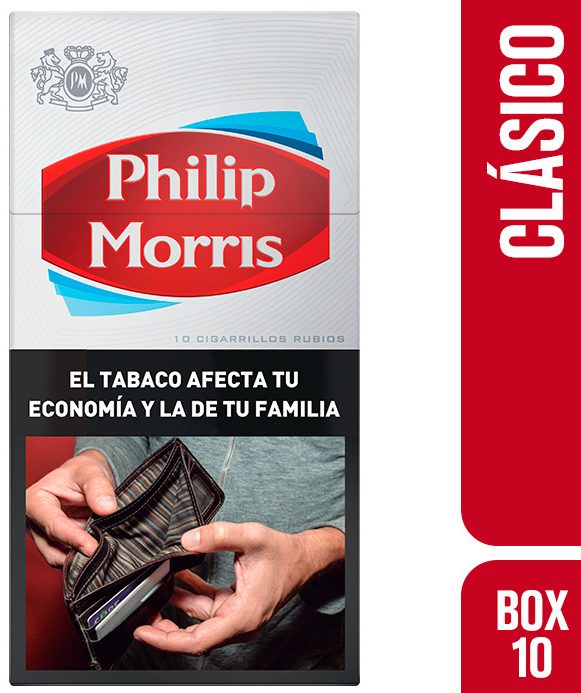 PM
Philip
Morris
10 CIGARRILLOS RUBIOS
EL TABACO AFECTA TU
ECONOMÍA Y LA DE TU FAMILIA
CLÁSICO
BOX
10